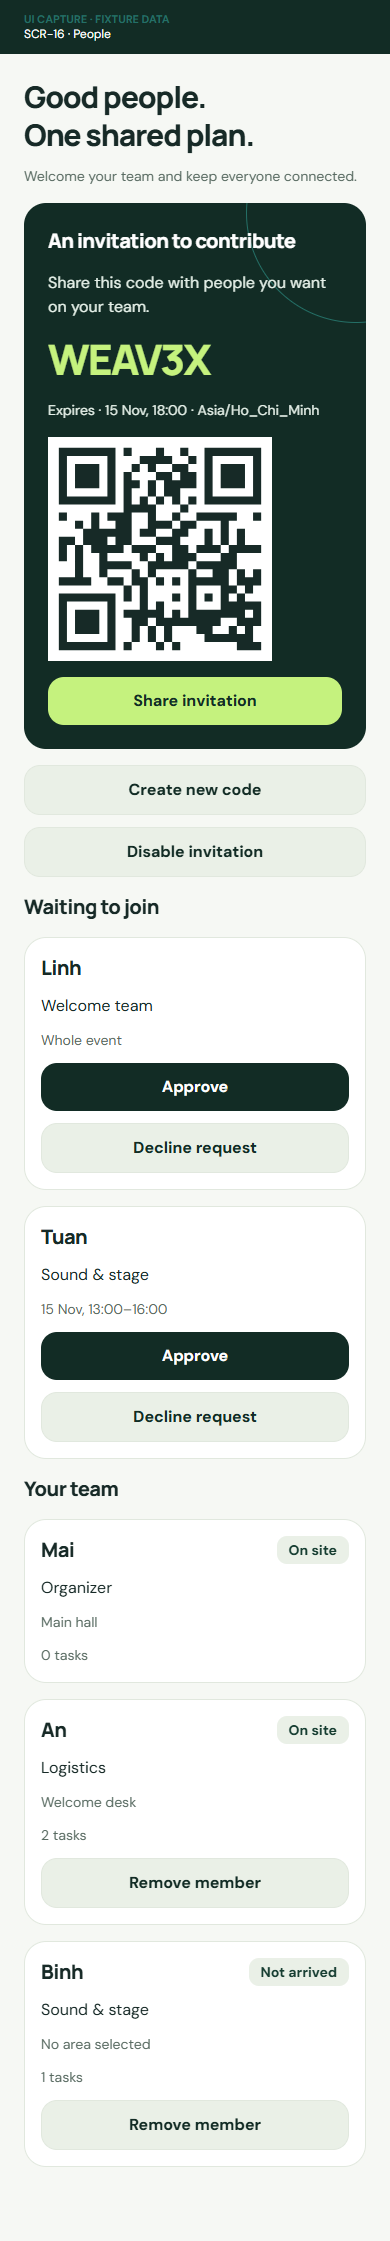 UI CAPTURE · FIXTURE DATA
SCR-16 · People
Good people.
One shared plan.
Welcome your team and keep everyone connected.
An invitation to contribute
Share this code with people you want
on your team.
WEAV3X
Expires · 15 Nov, 18:00 · Asia/Ho_Chi_Minh
Share invitation
Create new code
Disable invitation
Waiting to join
Linh
Welcome team
Whole event
Approve
Decline request
Tuan
Sound & stage
15 Nov, 13:00–16:00
Approve
Decline request
Your team
Mai
On site
Organizer
Main hall
0 tasks
An
On site
Logistics
Welcome desk
2 tasks
Remove member
Binh
Not arrived
Sound & stage
No area selected
1 tasks
Remove member